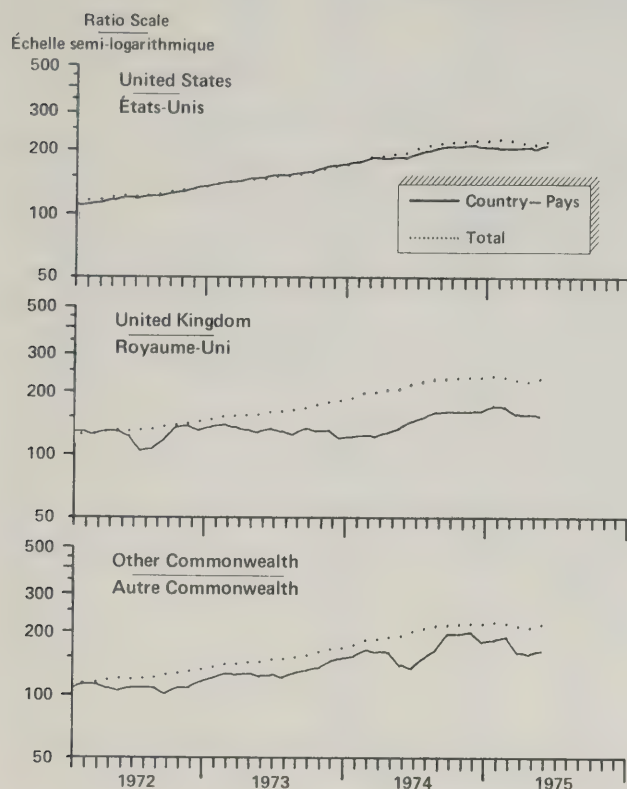 Ratio Scale
Échelle semi-logarithmique
500
300
200
100
50
United States
États-Unis
Country—Pays
Total
500
300
200
100
50
United Kingdom
Royaume-Uni
500
300
200
100
50
Other Commonwealth
Autre Commonwealth
1972 1973 1974 1975